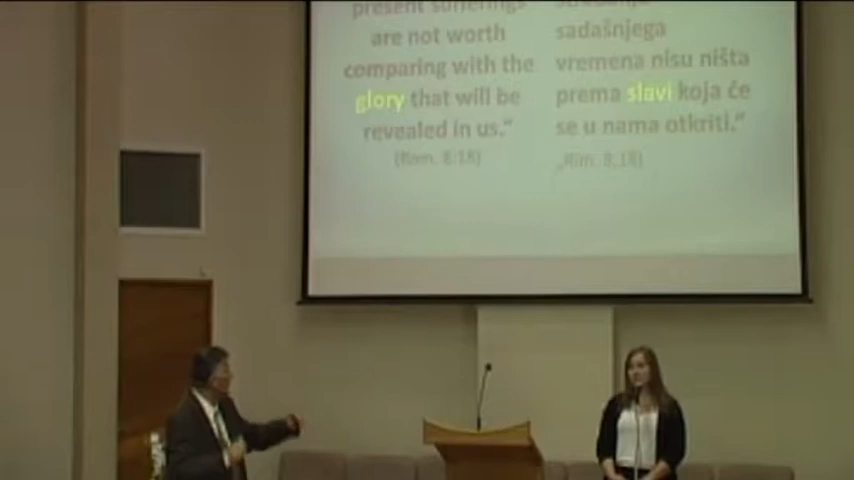 present sufferings
are not worth
comparing with the
glory that will be
revealed in us."
(Rom. 8:18)
sadašnjega
vremena nisu ništa
prema slavi koja će
se u nama otkriti."
„Rim. 8,18)